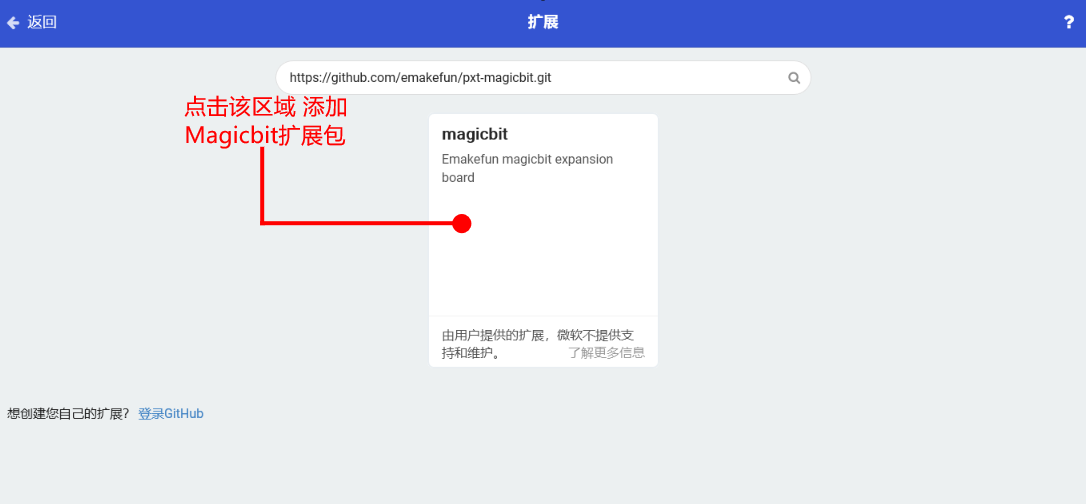 返回
扩展
?
https://github.com/emakefun/pxt-magicbit.git
点击该区域 添加
Magicbit扩展包
magicbit
Emakefun magicbit expansion
board
由用户提供的扩展，微软不提供支
持和维护。 了解更多信息
想创建您自己的扩展？ 登录GitHub